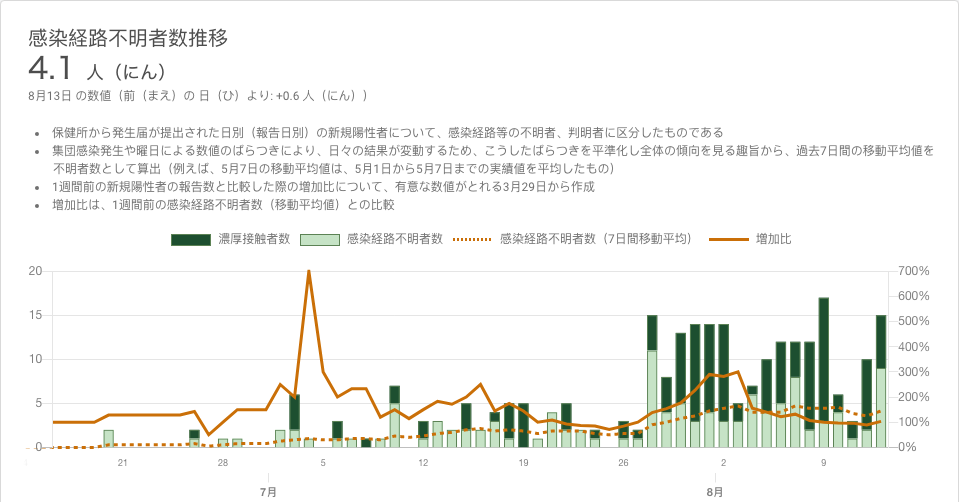 感染経路不明者数推移
4.1 人（にん）
8月13日 の数値（前（まえ）の 日（ひ）より: +0.6 人（にん））
保健所から発生届が提出された日別（報告日別）の新規陽性者について、感染経路等の不明者、判明者に区分したものである
集団感染発生や曜日による数値のばらつきにより、日々の結果が変動するため、こうしたばらつきを平準化し全体の傾向を見る趣旨から、過去7日間の移動平均値を
不明者数として算出（例えば、5月7日の移動平均値は、5月1日から5月7日までの実績値を平均したもの）
1週間前の新規陽性者の報告数と比較した際の増加比について、有意な数値がとれる3月29日から作成
増加比は、1週間前の感染経路不明者数（移動平均値）との比較
濃厚接触者数 感染経路不明者数 感染経路不明者数（7日間移動平均） 増加比
20 700%
600%
15 500%
400%
10 300%
5 200%
100%
0 0%
21 28 5 12 19 26 2 9
7月 8月